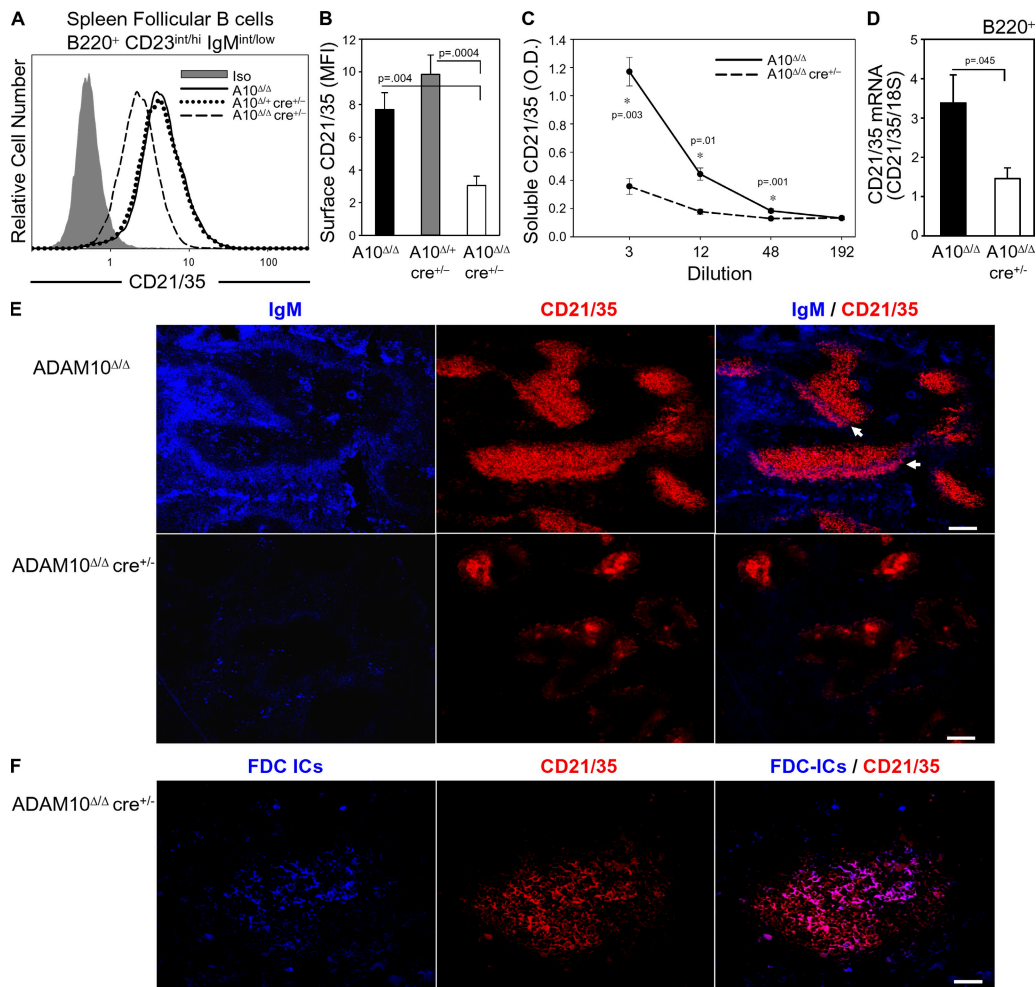 A
Spleen Follicular B cells
B220+ CD23int/hi IgMint/low
Relative Cell Number
Iso
A10Δ/Δ
A10Δ/+ cre+/–
A10Δ/Δ cre+/–
1
10
100
CD21/35
B
Surface CD21/35 (MFI)
12
10
8
6
4
2
0
p=.0004
p=.004
A10Δ/Δ
A10Δ/+
cre+/–
A10Δ/Δ
cre+/–
C
Soluble CD21/35 (O.D.)
1.4
1.2
1.0
0.8
0.6
0.4
0.2
0.0
A10Δ/Δ
A10Δ/Δ cre+/–
*
p=.003
p=.01
*
p=.001
*
3
12
48
192
Dilution
D
B220+
CD21/35 mRNA
(CD21/35/18S)
5
4
3
2
1
0
p=.045
A10Δ/Δ
A10Δ/Δ
cre+/–
E
IgM
CD21/35
IgM / CD21/35
ADAM10Δ/Δ
ADAM10Δ/Δ cre+/-
F
FDC ICs
CD21/35
FDC-ICs / CD21/35
ADAM10Δ/Δ cre+/-